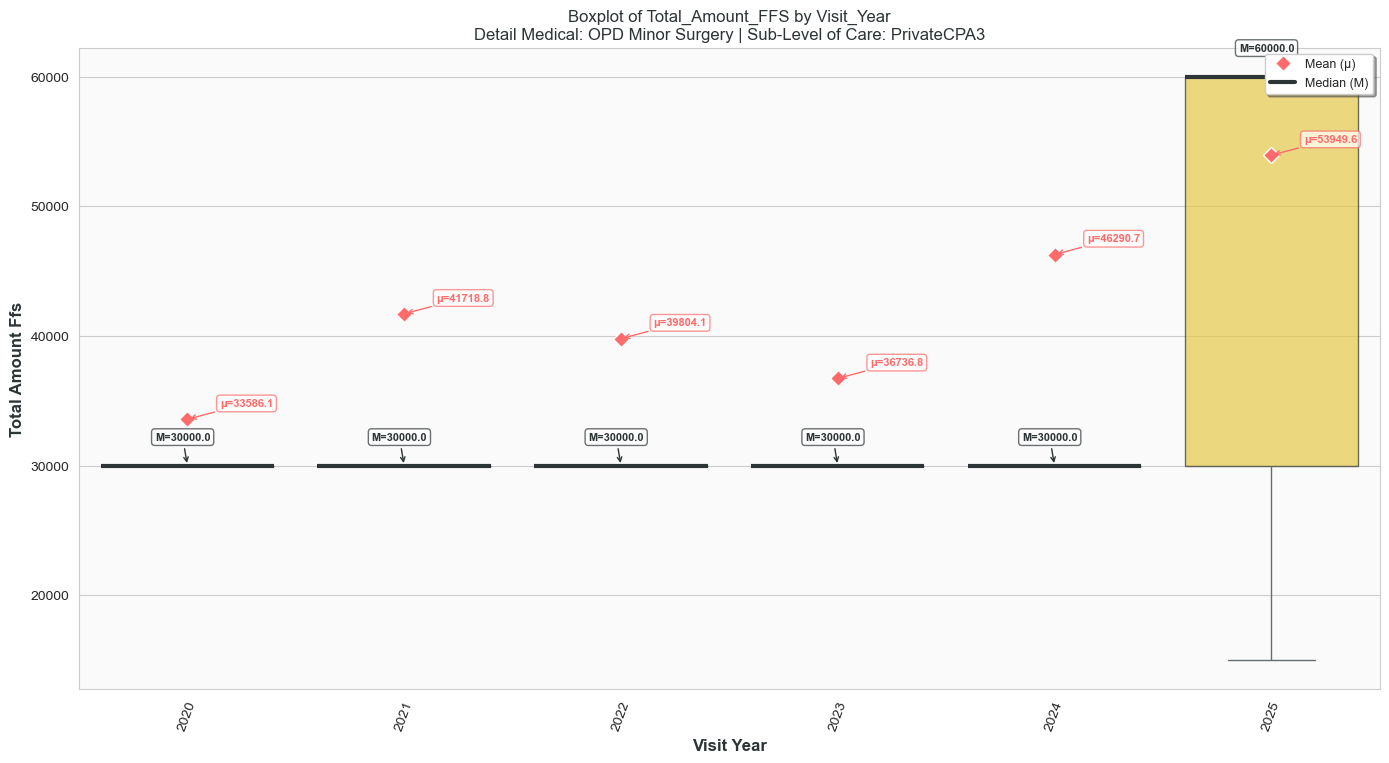 Boxplot of Total_Amount_FFS by Visit_Year
Detail Medical: OPD Minor Surgery | Sub-Level of Care: PrivateCPA3
M=60000.0
Mean (μ)
Median (M)
60000
50000
40000
30000
20000
Total Amount Ffs
μ=53949.6
μ=46290.7
μ=41718.8
μ=39804.1
μ=36736.8
μ=33586.1
M=30000.0
M=30000.0
M=30000.0
M=30000.0
M=30000.0
2020
2021
2022
2023
2024
2025
Visit Year